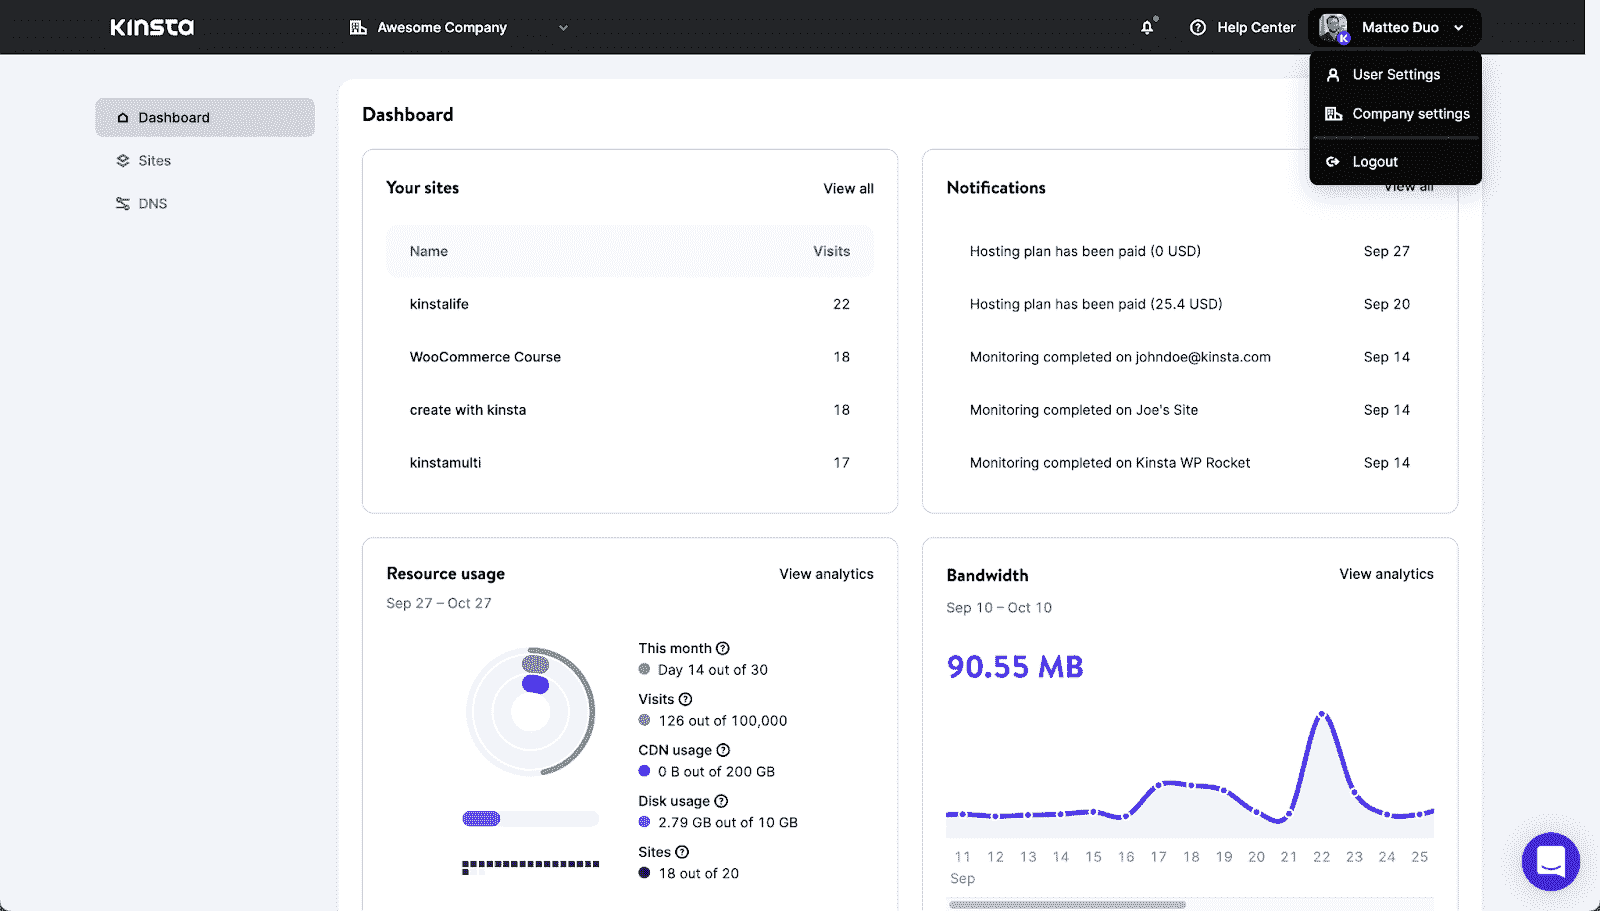 Kinsta
Awesome Company
Help Center
K
Matteo Duo
User Settings
Company settings
Logout
Dashboard
Sites
DNS
Dashboard
Your sites
View all
Name Visits
kinstalife 22
WooCommerce Course 18
create with kinsta 18
kinstamulti 17
Notifications
View all
Hosting plan has been paid (0 USD) Sep 27
Hosting plan has been paid (25.4 USD) Sep 20
Monitoring completed on johndoe@kinsta.com Sep 14
Monitoring completed on Joe's Site Sep 14
Monitoring completed on Kinsta WP Rocket Sep 14
Resource usage
View analytics
Sep 27 – Oct 27
This month
Day 14 out of 30
Visits
126 out of 100,000
CDN usage
0 B out of 200 GB
Disk usage
2.79 GB out of 10 GB
Sites
18 out of 20
Bandwidth
View analytics
Sep 10 – Oct 10
90.55 MB
11 12 13 14 15 16 17 18 19 20 21 22 23 24 25
Sep